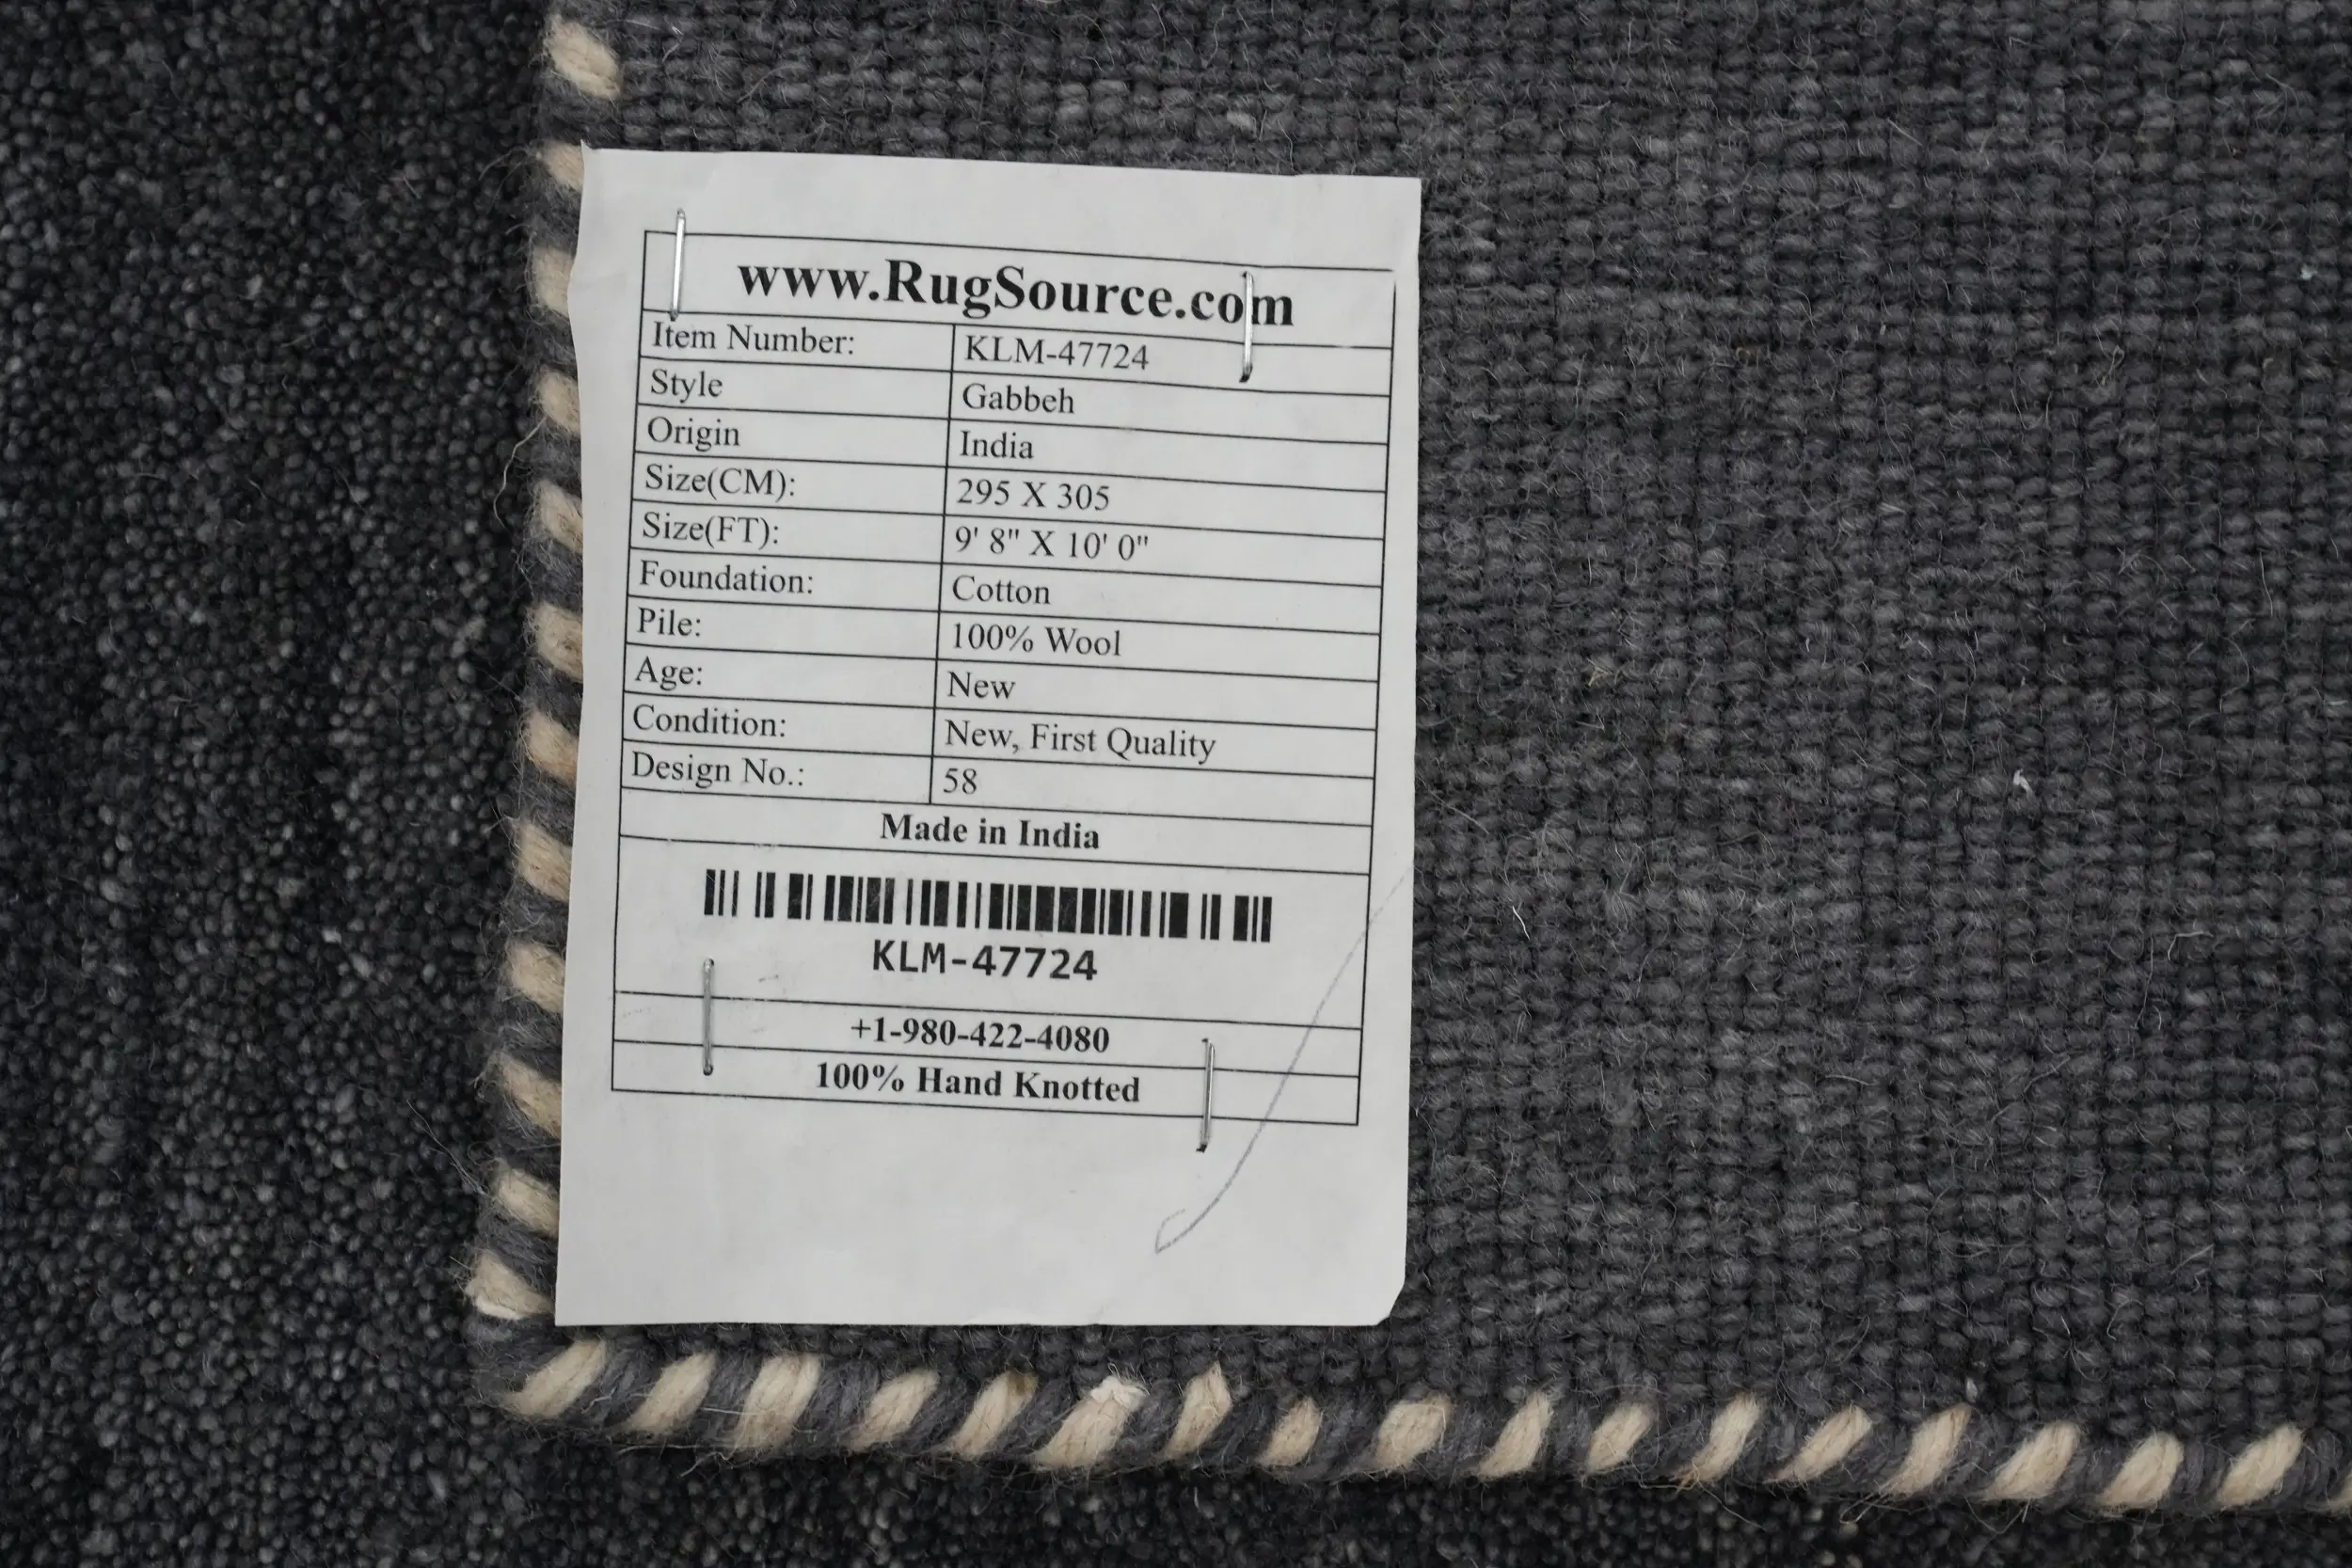 www.RugSource.com
Item Number: KLM-47724
Style Gabbeh
Origin India
Size(CM): 295 X 305
Size(FT): 9' 8" X 10' 0"
Foundation: Cotton
Pile: 100% Wool
Age: New
Condition: New, First Quality
Design No.: 58
Made in India
KLM-47724
+1-980-422-4080
100% Hand Knotted